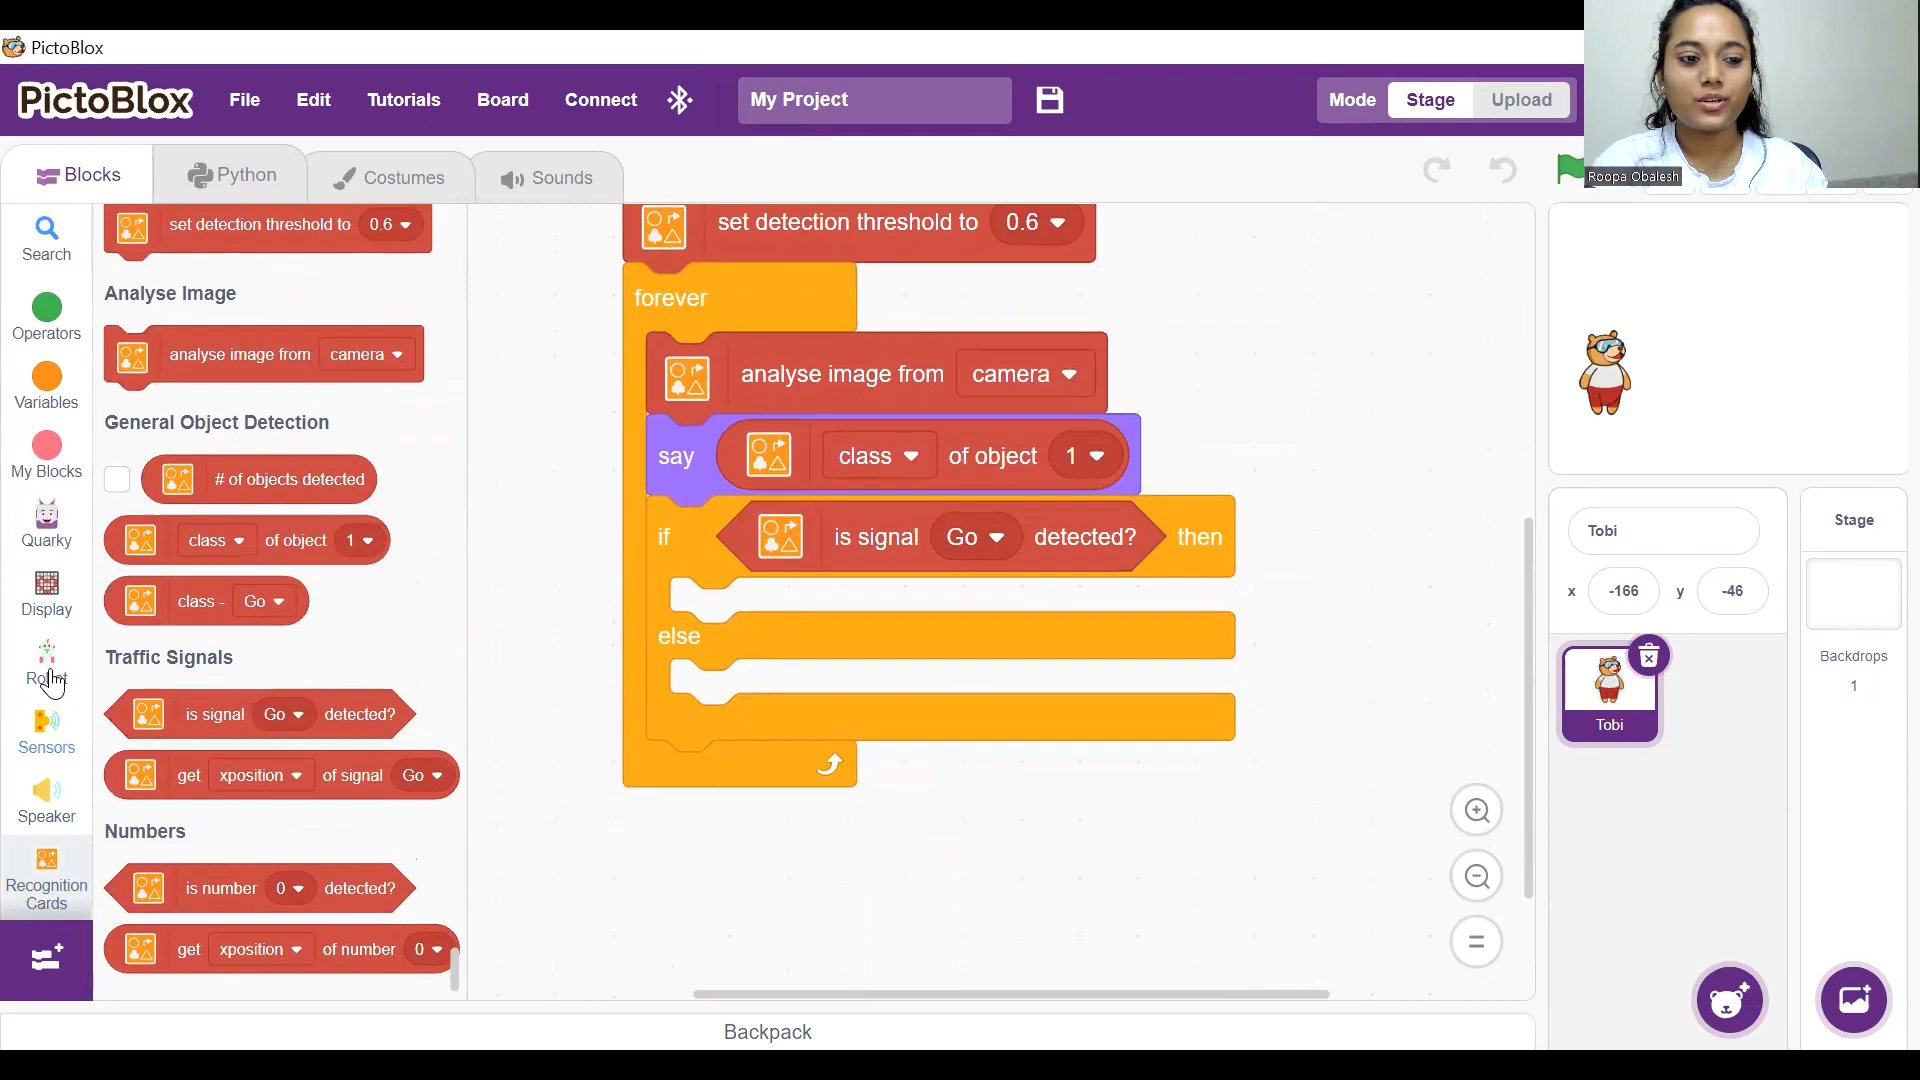 PictoBlox
PictoBlox File Edit Tutorials Board Connect My Project Mode Stage Upload
Roopa Obalesh
Blocks Python Costumes Sounds
Search
Operators
Variables
My Blocks
Quarky
Display
Sensors
Speaker
Recognition
Cards
set detection threshold to 0.6
Analyse Image
analyse image from camera
General Object Detection
# of objects detected
class of object 1
class - Go
Traffic Signals
is signal Go detected?
get xposition of signal Go
Numbers
is number 0 detected?
get xposition of number 0
set detection threshold to 0.6
forever
analyse image from camera
say class of object 1
if is signal Go detected? then
else
Tobi
x -166 y -46
Tobi
Stage
Backdrops
1
Backpack